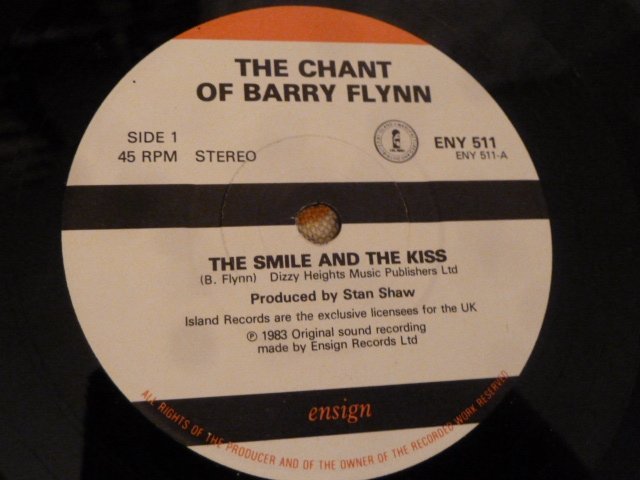 THE CHANT
OF BARRY FLYNN
SIDE 1
45 RPM STEREO
ENY 511
ENY 511-A
THE SMILE AND THE KISS
(B. Flynn) Dizzy Heights Music Publishers Ltd
Produced by Stan Shaw
Island Records are the exclusive licensees for the UK
℗ 1983 Original sound recording
made by Ensign Records Ltd
ensign
ALL RIGHTS OF THE PRODUCER AND OF THE OWNER OF THE RECORDED WORK RESERVED